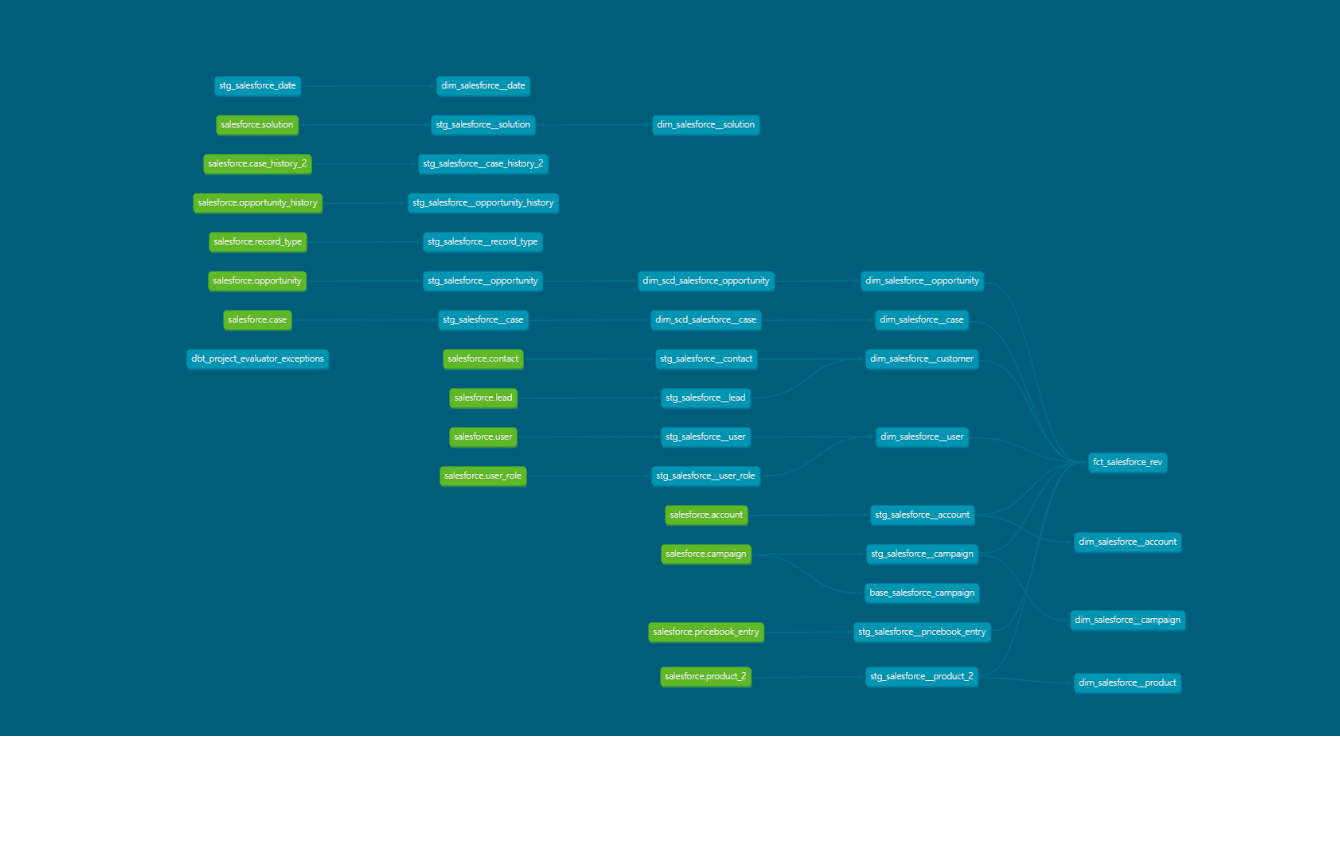 stg_salesforce_date dim_salesforce__date
salesforce.solution stg_salesforce__solution dim_salesforce__solution
salesforce.case_history_2 stg_salesforce__case_history_2
salesforce.opportunity_history stg_salesforce__opportunity_history
salesforce.record_type stg_salesforce__record_type
salesforce.opportunity stg_salesforce__opportunity dim_scd_salesforce_opportunity dim_salesforce__opportunity
salesforce.case stg_salesforce__case dim_scd_salesforce__case dim_salesforce__case
dbt_project_evaluator_exceptions salesforce.contact stg_salesforce__contact dim_salesforce__customer
salesforce.lead stg_salesforce__lead
salesforce.user stg_salesforce__user dim_salesforce__user
fct_salesforce_rev
salesforce.user_role stg_salesforce__user_role
salesforce.account stg_salesforce__account
dim_salesforce__account
salesforce.campaign stg_salesforce__campaign
base_salesforce_campaign
dim_salesforce__campaign
salesforce.pricebook_entry stg_salesforce__pricebook_entry
salesforce.product_2 stg_salesforce__product_2
dim_salesforce__product